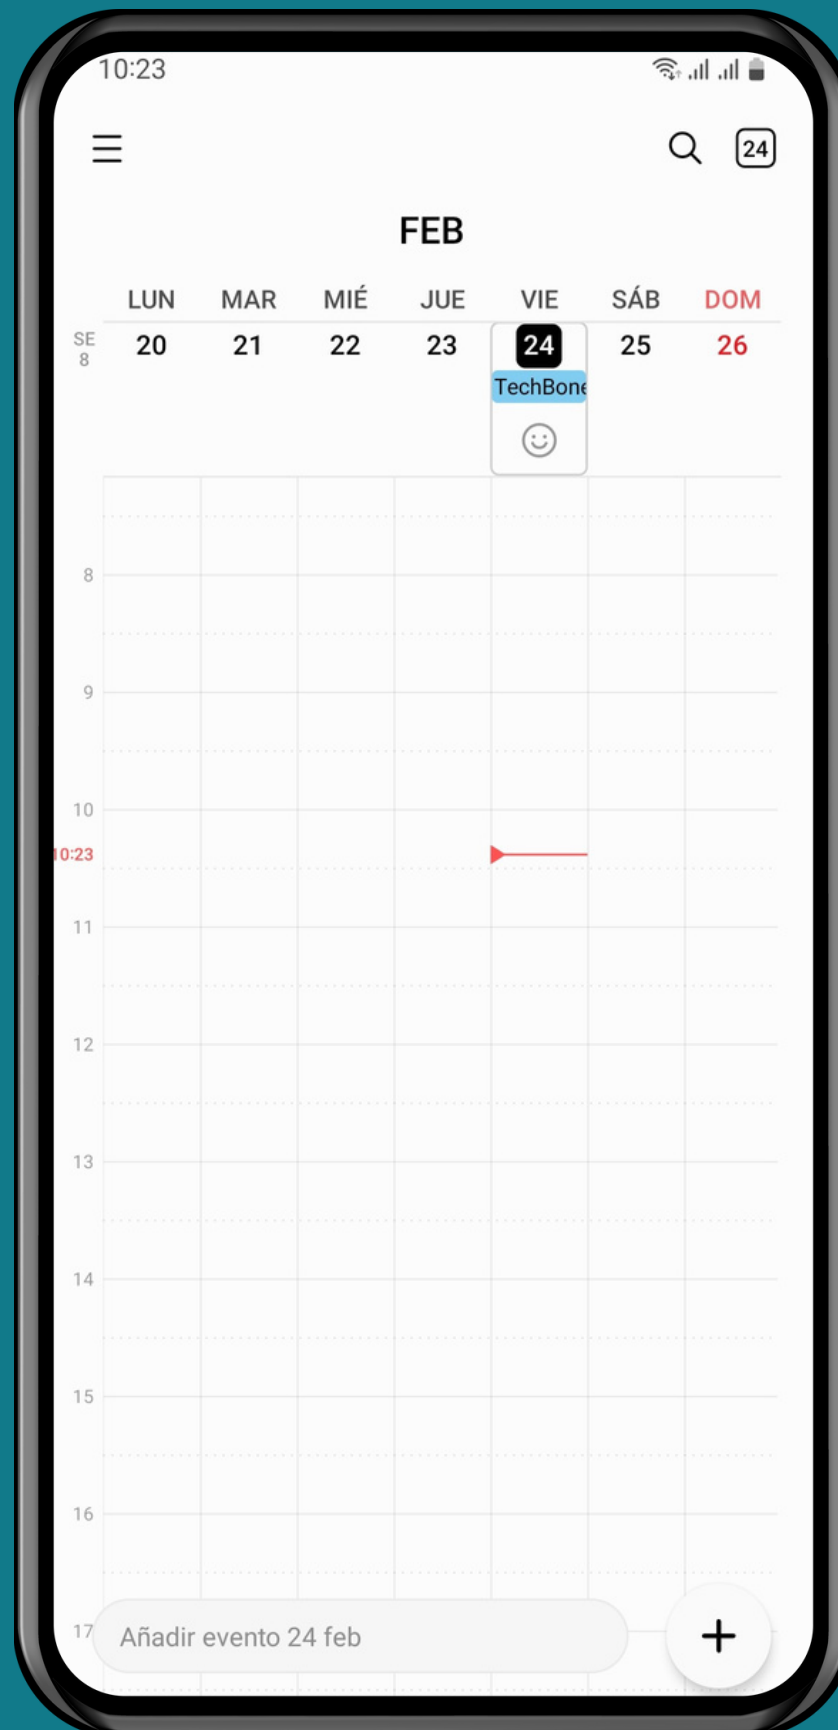 10:23
24
FEB
LUN MAR MIÉ JUE VIE SÁB DOM
SE 8 20 21 22 23 24 25 26
TechBone
8
9
10
10:23
11
12
13
14
15
16
17
Añadir evento 24 feb